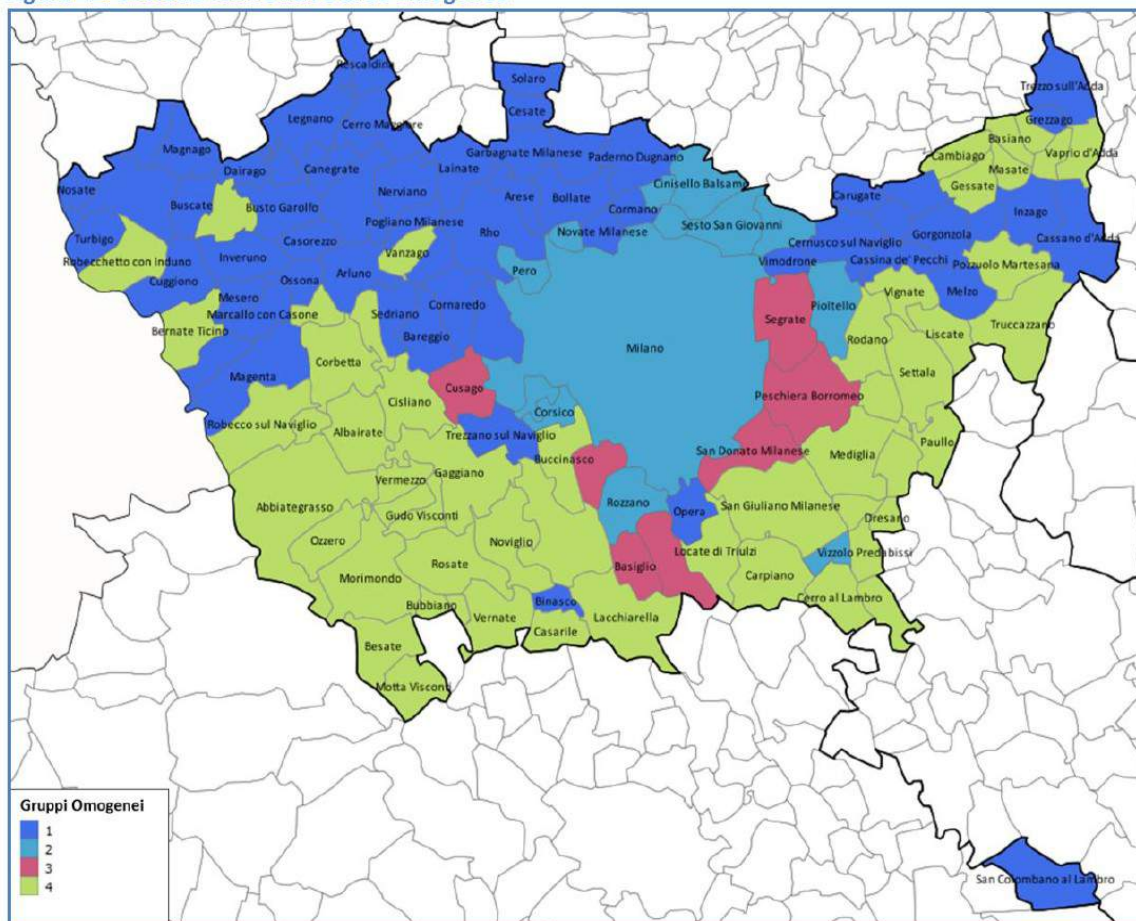 Rescaldina
Solaro
Trezzo sull'Adda
Cesate
Legnano
Cerro Maggiore
Grezzago
Basiano
Magnago
Garbagnate Milanese
Paderno Dugnano
Cambiago
Vaprio d'Adda
Dairago
Canegrate
Lainate
Masate
Nosate
Nerviano
Cinisello Balsamo
Gessate
Buscate
Busto Garolfo
Arese
Bollate
Carugate
Cormano
Inzago
Pogliano Milanese
Sesto San Giovanni
Turbigo
Casorezzo
Rho
Novate Milanese
Gorgonzola
Cassano d'Adda
Cernusco sul Naviglio
Robecchetto con Induno
Inveruno
Vanzago
Vimodrone
Cassina de' Pecchi
Pozzuolo Martesana
Cuggiono
Ossona
Arluno
Pero
Mesero
Cornaredo
Pioltello
Vignate
Melzo
Marcallo con Casone
Sedriano
Segrate
Bernate Ticino
Truccazzano
Bareggio
Rodano
Liscate
Milano
Corbetta
Magenta
Cusago
Settala
Cisliano
Peschiera Borromeo
Corsico
Robecco sul Naviglio
Albairate
Trezzano sul Naviglio
Paullo
San Donato Milanese
Mediglia
Buccinasco
Gaggiano
Vermezzo
Abbiategrasso
Rozzano
San Giuliano Milanese
Opera
Gudo Visconti
Dresano
Ozzero
Noviglio
Locate di Triulzi
Vizzolo Predabissi
Rosate
Basiglio
Morimondo
Carpiano
Cerro al Lambro
Bubbiano
Binasco
Vernate
Lacchiarella
Casarile
Besate
Motta Visconti
Gruppi Omogenei
1
2
3
4
San Colombano al Lambro